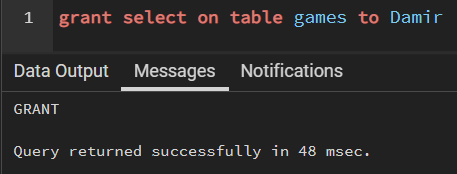 1 grant select on table games to Damir
Data Output Messages Notifications
GRANT
Query returned successfully in 48 msec.